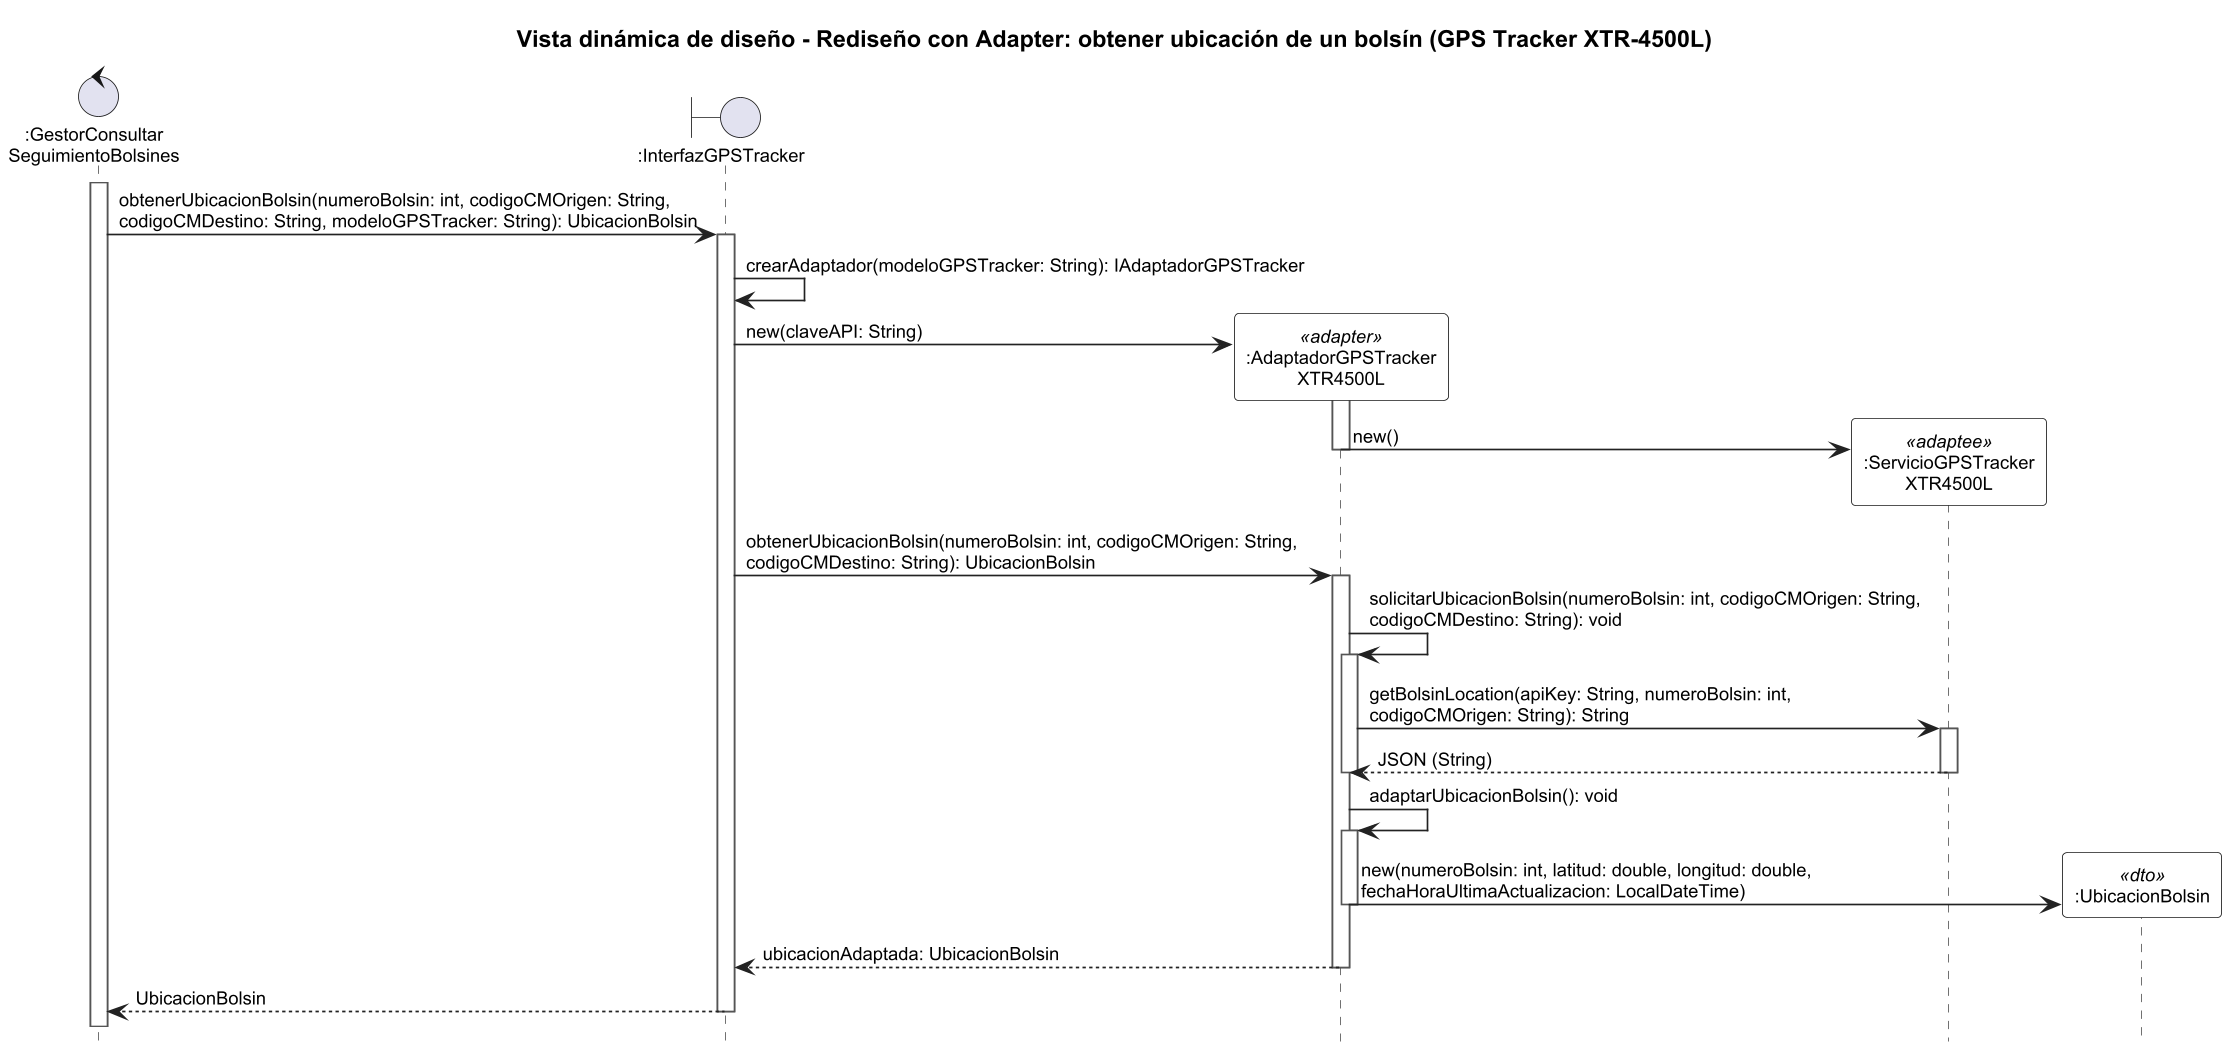 Vista dinámica de diseño - Rediseño con Adapter: obtener ubicación de un bolsín (GPS Tracker XTR-4500L)
:GestorConsultar
SeguimientoBolsines
:InterfazGPSTracker
obtenerUbicacionBolsin(numeroBolsin: int, codigoCMOrigen: String,
codigoCMDestino: String, modeloGPSTracker: String): UbicacionBolsin
crearAdaptador(modeloGPSTracker: String): IAdaptadorGPSTracker
new(claveAPI: String)
«adapter»
:AdaptadorGPSTracker
XTR4500L
new()
«adaptee»
:ServicioGPSTracker
XTR4500L
obtenerUbicacionBolsin(numeroBolsin: int, codigoCMOrigen: String,
codigoCMDestino: String): UbicacionBolsin
solicitarUbicacionBolsin(numeroBolsin: int, codigoCMOrigen: String,
codigoCMDestino: String): void
getBolsinLocation(apiKey: String, numeroBolsin: int,
codigoCMOrigen: String): String
JSON (String)
adaptarUbicacionBolsin(): void
new(numeroBolsin: int, latitud: double, longitud: double,
fechaHoraUltimaActualizacion: LocalDateTime)
«dto»
:UbicacionBolsin
ubicacionAdaptada: UbicacionBolsin
UbicacionBolsin